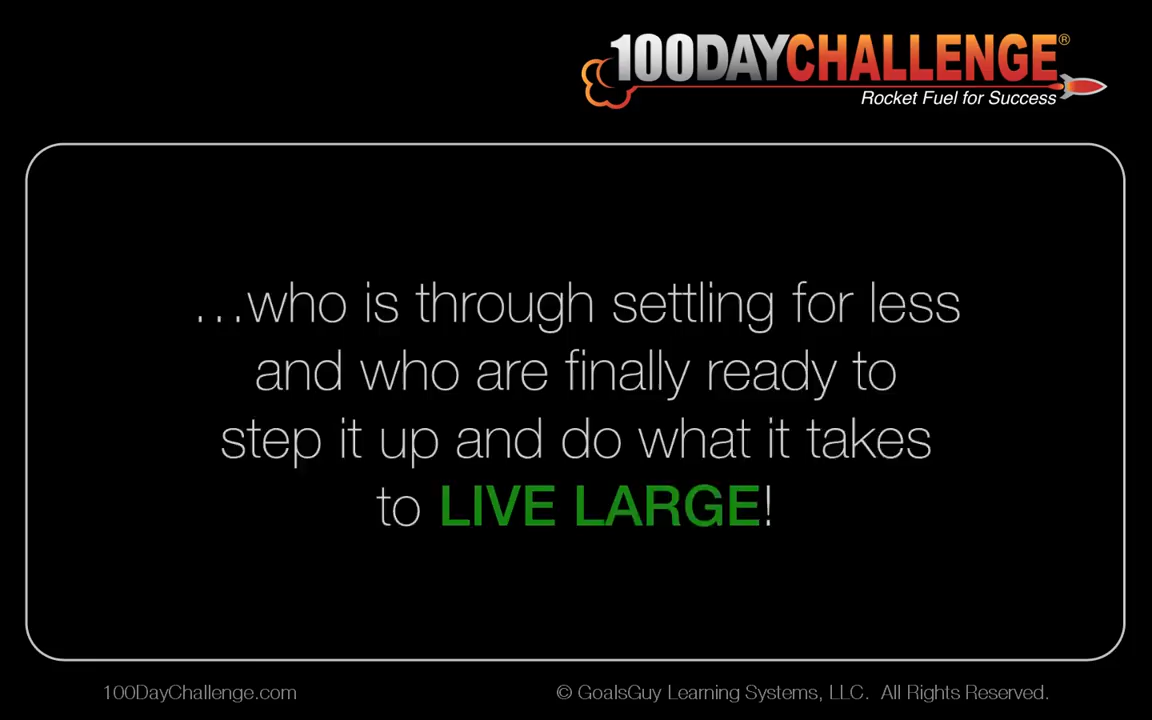 100DAYCHALLENGE®
Rocket Fuel for Success
...who is through settling for less
and who are finally ready to
step it up and do what it takes
to LIVE LARGE!
100DayChallenge.com
© GoalsGuy Learning Systems, LLC. All Rights Reserved.